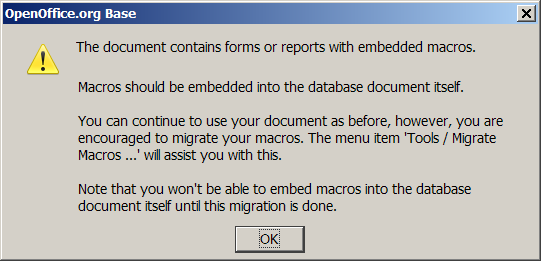 OpenOffice.org Base
The document contains forms or reports with embedded macros.
Macros should be embedded into the database document itself.
You can continue to use your document as before, however, you are
encouraged to migrate your macros. The menu item 'Tools / Migrate
Macros ...' will assist you with this.
Note that you won't be able to embed macros into the database
document itself until this migration is done.
OK